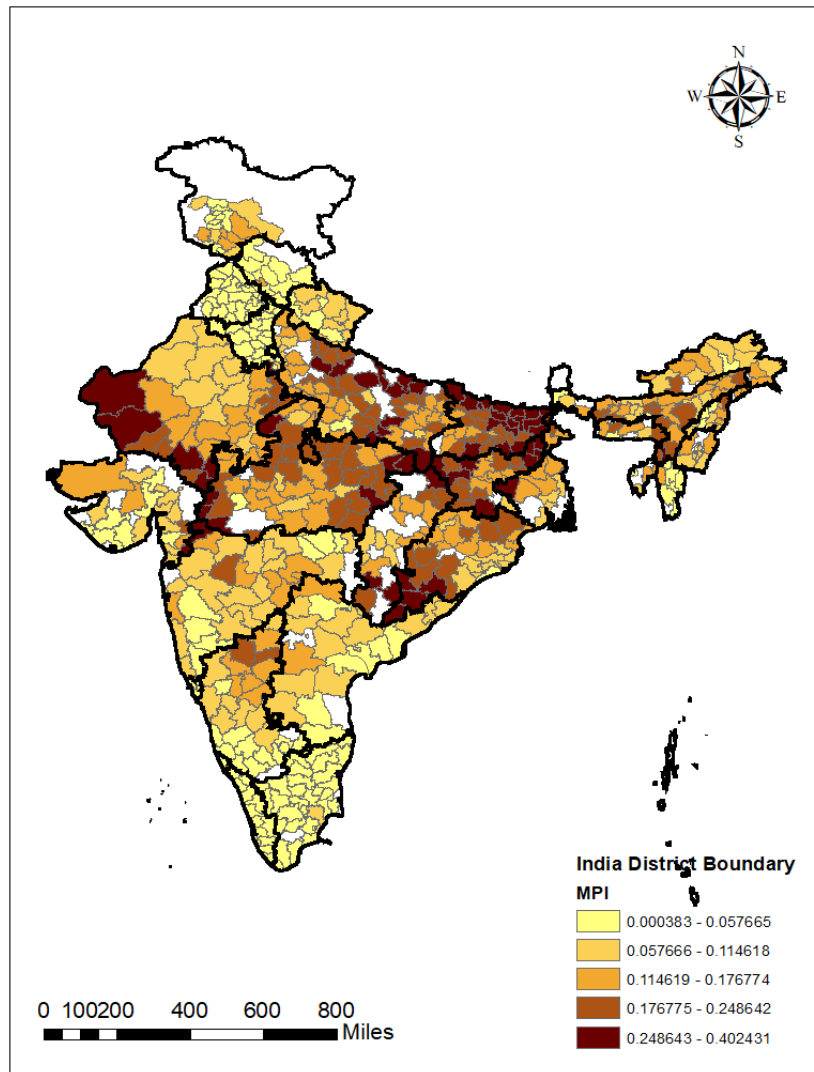 N
W E
S
India District Boundary
MPI
0.000383 - 0.057665
0.057666 - 0.114618
0.114619 - 0.176774
0.176775 - 0.248642
0.248643 - 0.402431
0 100200 400 600 800
Miles